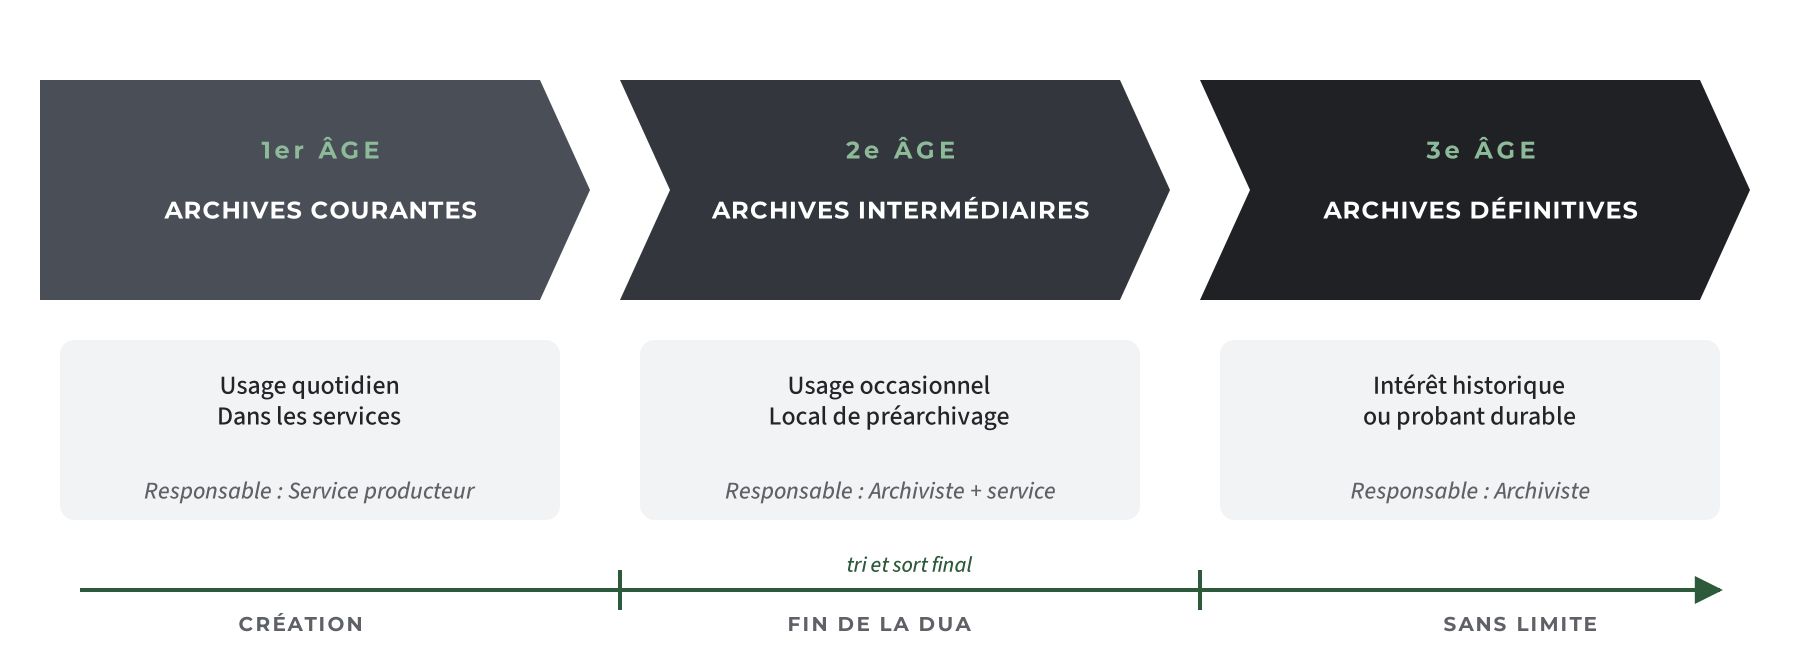 1er ÂGE
ARCHIVES COURANTES
2e ÂGE
ARCHIVES INTERMÉDIAIRES
3e ÂGE
ARCHIVES DÉFINITIVES
Usage quotidien
Dans les services
Responsable : Service producteur
Usage occasionnel
Local de préarchivage
Responsable : Archiviste + service
Intérêt historique
ou probant durable
Responsable : Archiviste
tri et sort final
CRÉATION
FIN DE LA DUA
SANS LIMITE